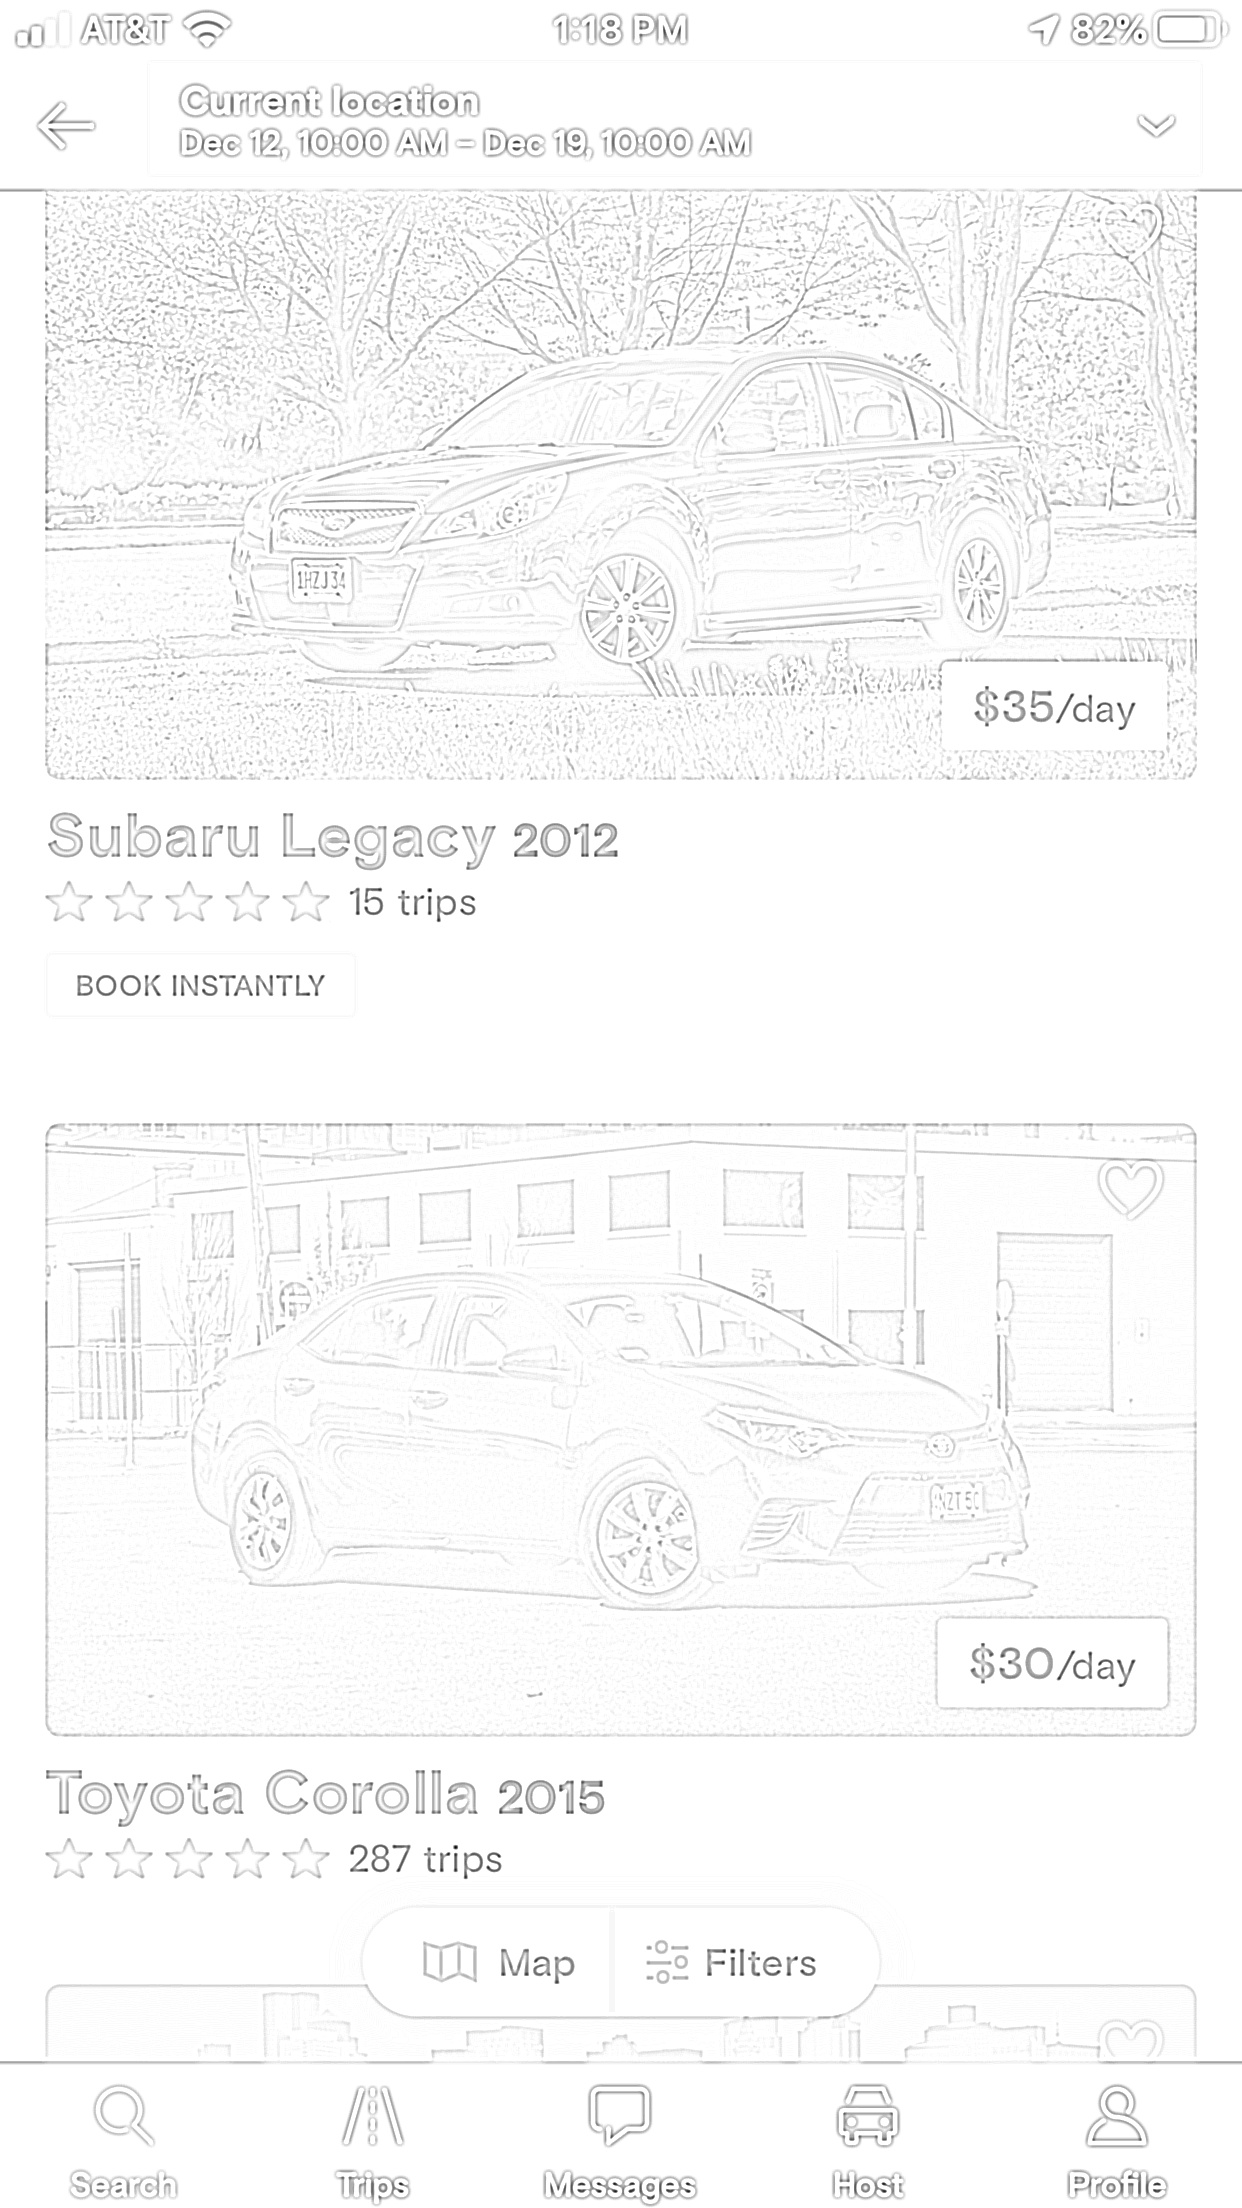 AT&T 1:18 PM 82%
Current location
Dec 12, 10:00 AM – Dec 19, 10:00 AM
1HZJ34
$35/day
Subaru Legacy 2012
15 trips
BOOK INSTANTLY
$30/day
Toyota Corolla 2015
287 trips
Map Filters
Search Trips Messages Host Profile